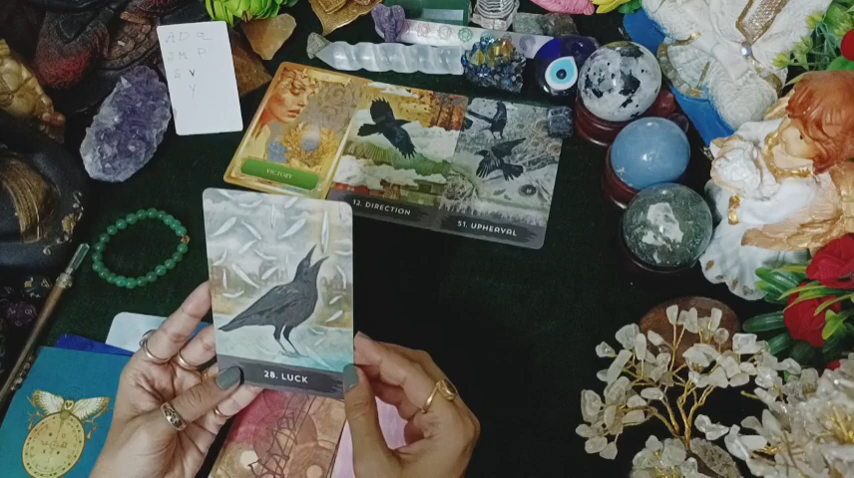 A D Q
S M P
S V
Y
VICTORY
12. DIRECTION
51. UPHEAVAL
28. LUCK